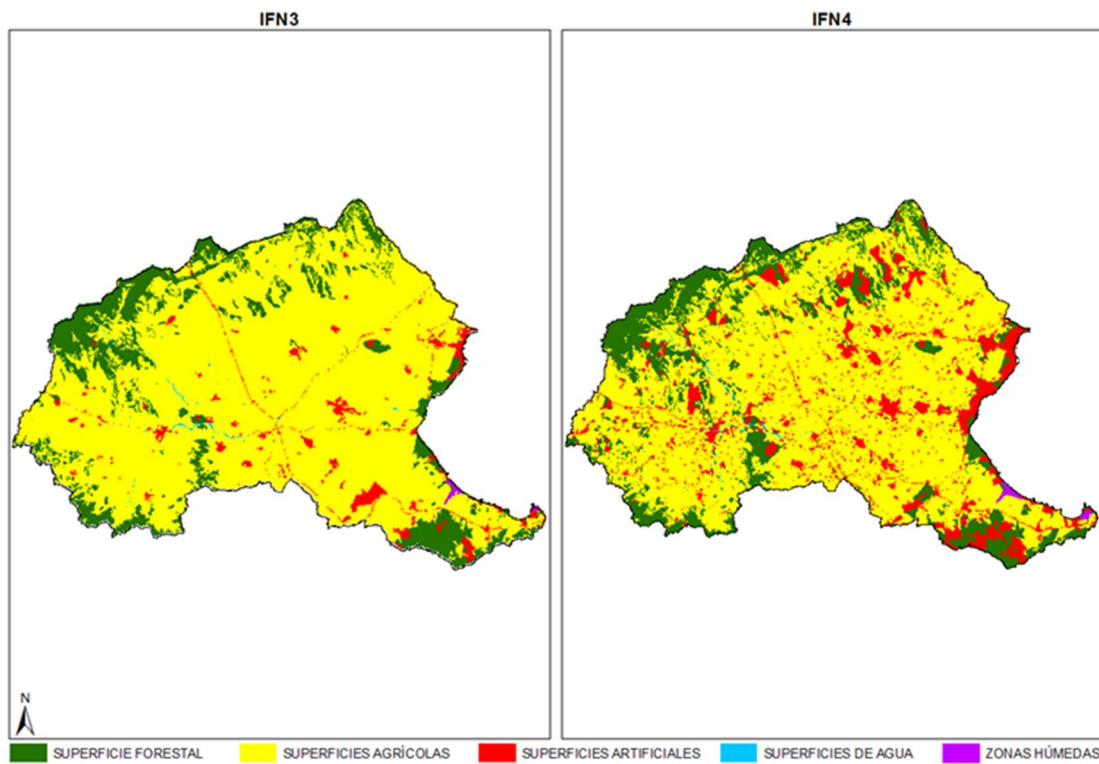 IFN3
IFN4
N
SUPERFICIE FORESTAL
SUPERFICIES AGRÍCOLAS
SUPERFICIES ARTIFICIALES
SUPERFICIES DE AGUA
ZONAS HÚMEDAS